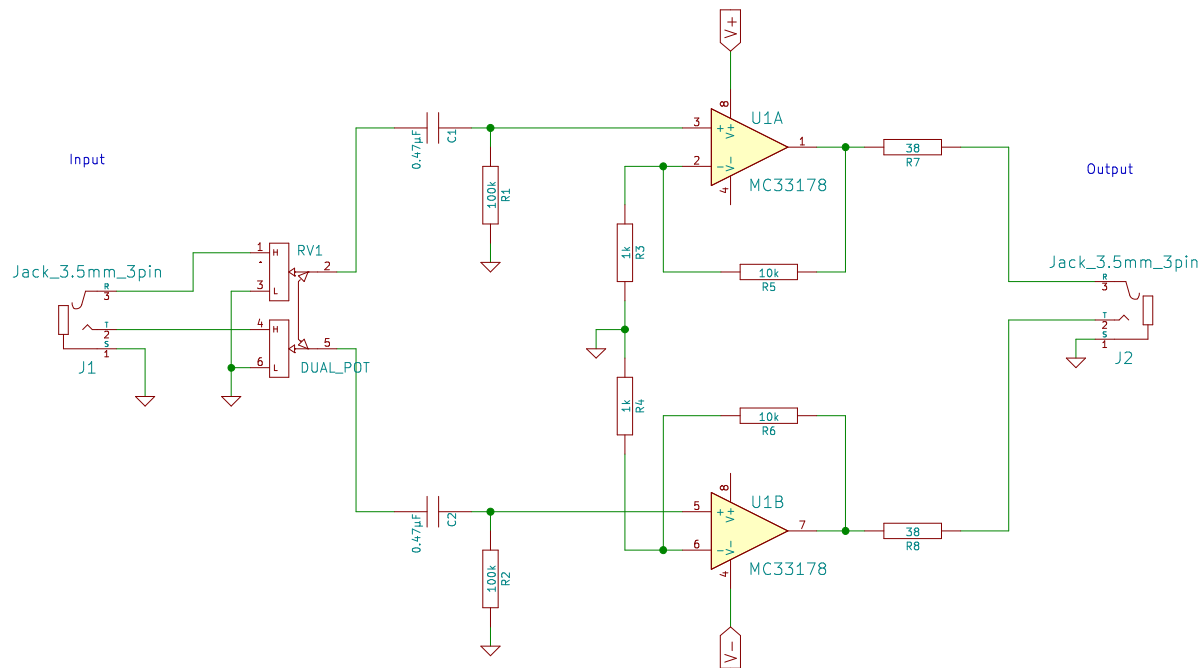 V+
8
U1A
3
+
V+
1
2
−
V-
4
MC33178
0.47µF
C1
100k
R1
38
R7
Input
Output
1k
R3
10k
R5
Jack_3.5mm_3pin
R
3
T
2
S
1
J1
1
H
RV1
2
3
L
4
H
5
6
L
DUAL_POT
Jack_3.5mm_3pin
R
3
T
2
S
1
J2
1k
R4
10k
R6
0.47µF
C2
100k
R2
8
U1B
5
+
V+
7
6
−
V-
4
MC33178
38
R8
V-